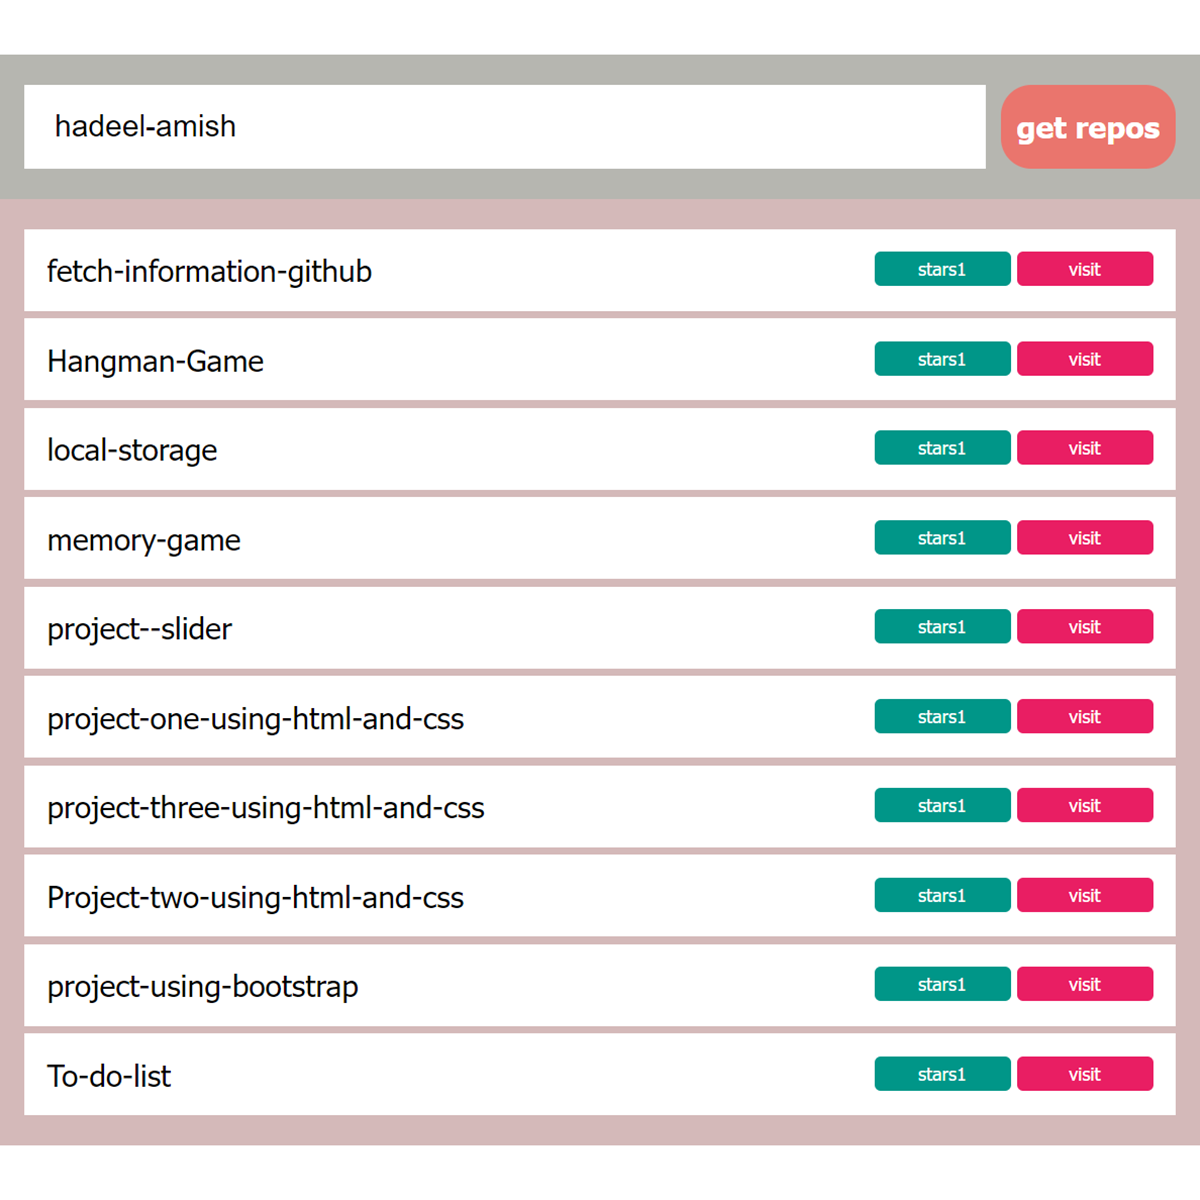 hadeel-amish get repos
fetch-information-github stars1 visit
Hangman-Game stars1 visit
local-storage stars1 visit
memory-game stars1 visit
project--slider stars1 visit
project-one-using-html-and-css stars1 visit
project-three-using-html-and-css stars1 visit
Project-two-using-html-and-css stars1 visit
project-using-bootstrap stars1 visit
To-do-list stars1 visit